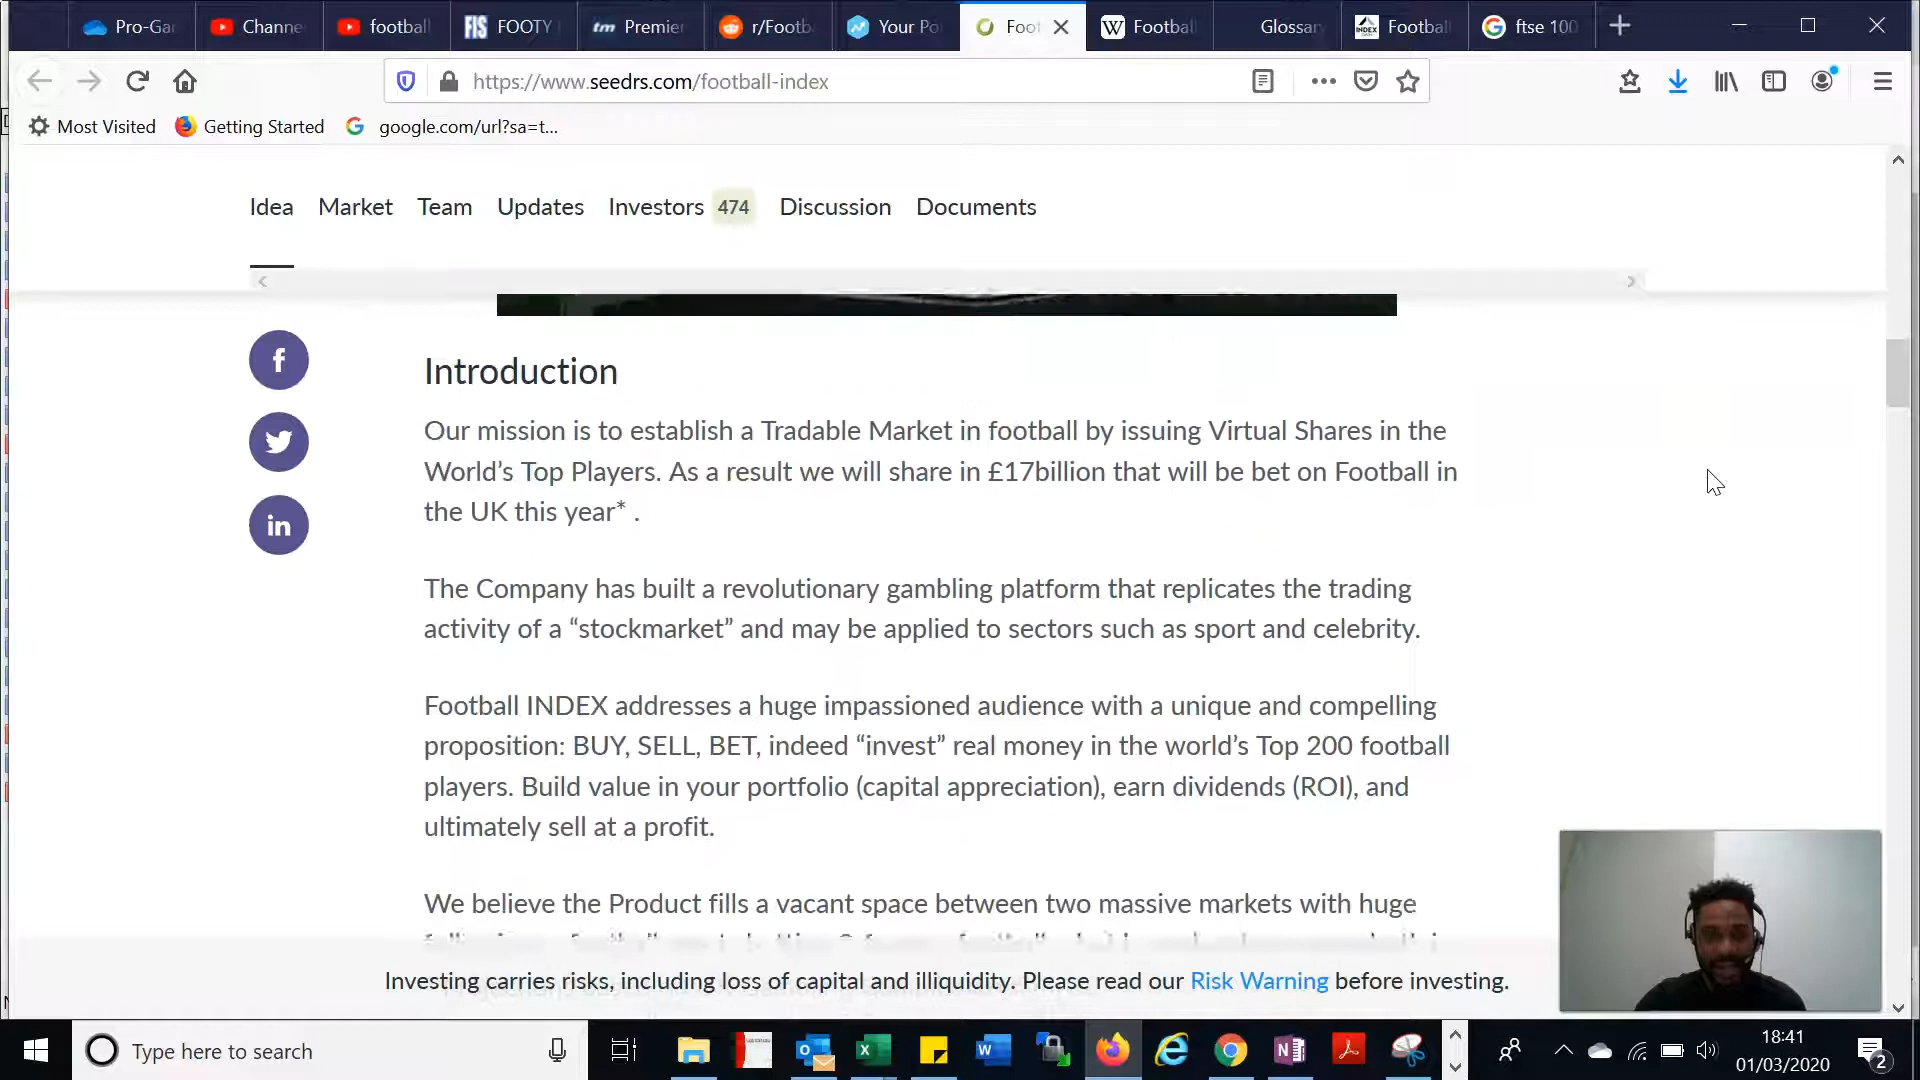 Pro-Gar
Channe
football
FIS FOOTY
tm Premier
r/Footb
Your Po
Foot
W Football
Glossary
INDEX Football
ftse 100
https://www.seedrs.com/football-index
Most Visited
Getting Started
google.com/url?sa=t...
Idea Market Team Updates Investors 474 Discussion Documents
Introduction
Our mission is to establish a Tradable Market in football by issuing Virtual Shares in the
World's Top Players. As a result we will share in £17billion that will be bet on Football in
the UK this year* .
The Company has built a revolutionary gambling platform that replicates the trading
activity of a “stockmarket” and may be applied to sectors such as sport and celebrity.
Football INDEX addresses a huge impassioned audience with a unique and compelling
proposition: BUY, SELL, BET, indeed “invest” real money in the world's Top 200 football
players. Build value in your portfolio (capital appreciation), earn dividends (ROI), and
ultimately sell at a profit.
We believe the Product fills a vacant space between two massive markets with huge
Investing carries risks, including loss of capital and illiquidity. Please read our Risk Warning before investing.
Type here to search
18:41
01/03/2020
2